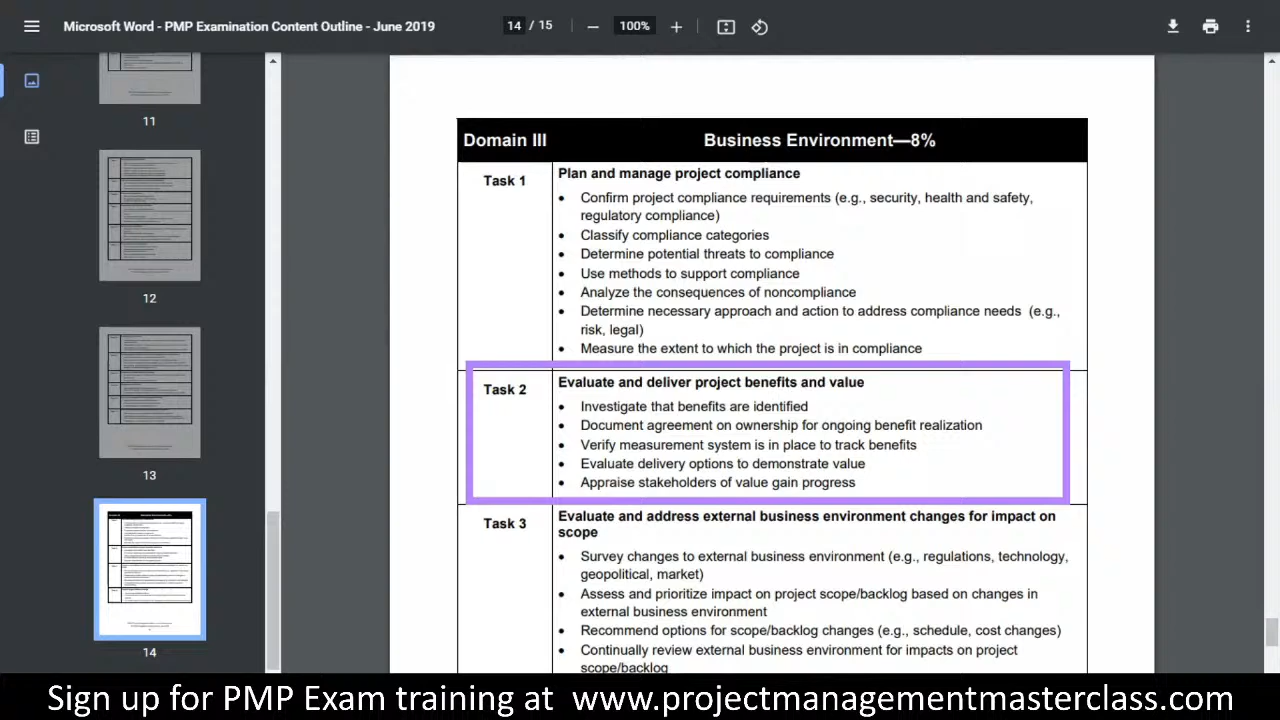 Microsoft Word - PMP Examination Content Outline - June 2019
14 / 15
100%
11
12
13
14
Domain III
Business Environment—8%
Task 1
Plan and manage project compliance
• Confirm project compliance requirements (e.g., security, health and safety,
regulatory compliance)
• Classify compliance categories
• Determine potential threats to compliance
• Use methods to support compliance
• Analyze the consequences of noncompliance
• Determine necessary approach and action to address compliance needs (e.g.,
risk, legal)
• Measure the extent to which the project is in compliance
Task 2
Evaluate and deliver project benefits and value
• Investigate that benefits are identified
• Document agreement on ownership for ongoing benefit realization
• Verify measurement system is in place to track benefits
• Evaluate delivery options to demonstrate value
• Appraise stakeholders of value gain progress
Task 3
Evaluate and address external business environment changes for impact on
scope
• Survey changes to external business environment (e.g., regulations, technology,
geopolitical, market)
• Assess and prioritize impact on project scope/backlog based on changes in
external business environment
• Recommend options for scope/backlog changes (e.g., schedule, cost changes)
• Continually review external business environment for impacts on project
scope/backlog
Sign up for PMP Exam training at www.projectmanagementmasterclass.com